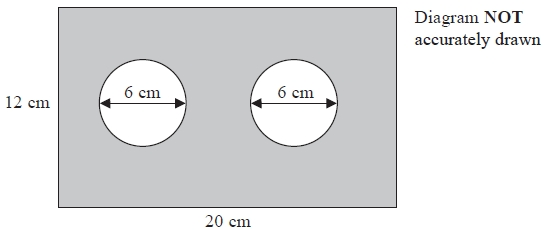 Diagram NOT
accurately drawn
6 cm
6 cm
12 cm
20 cm